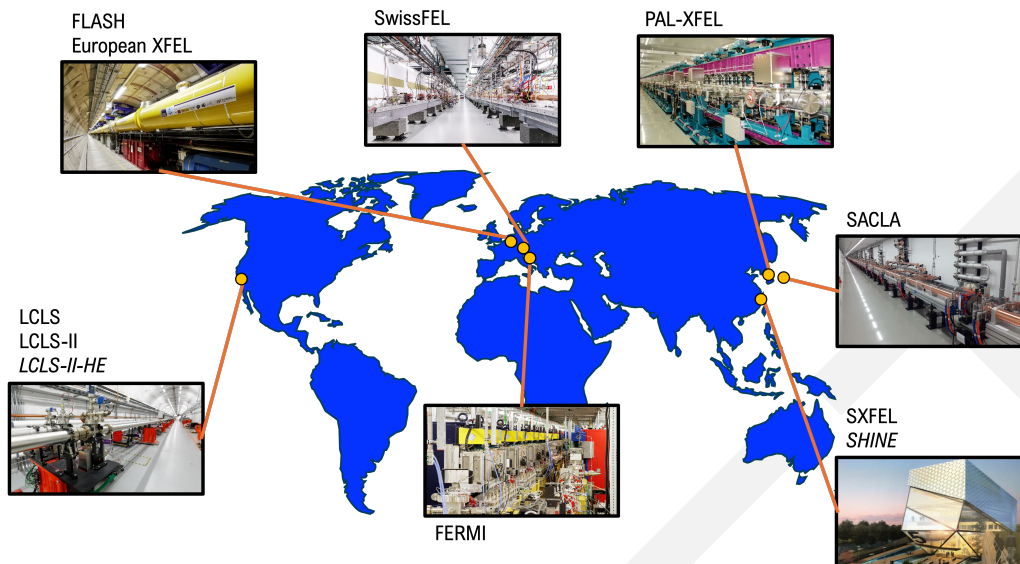 FLASH
European XFEL
SwissFEL
PAL-XFEL
SACLA
LCLS
LCLS-II
LCLS-II-HE
SXFEL
SHINE
FERMI